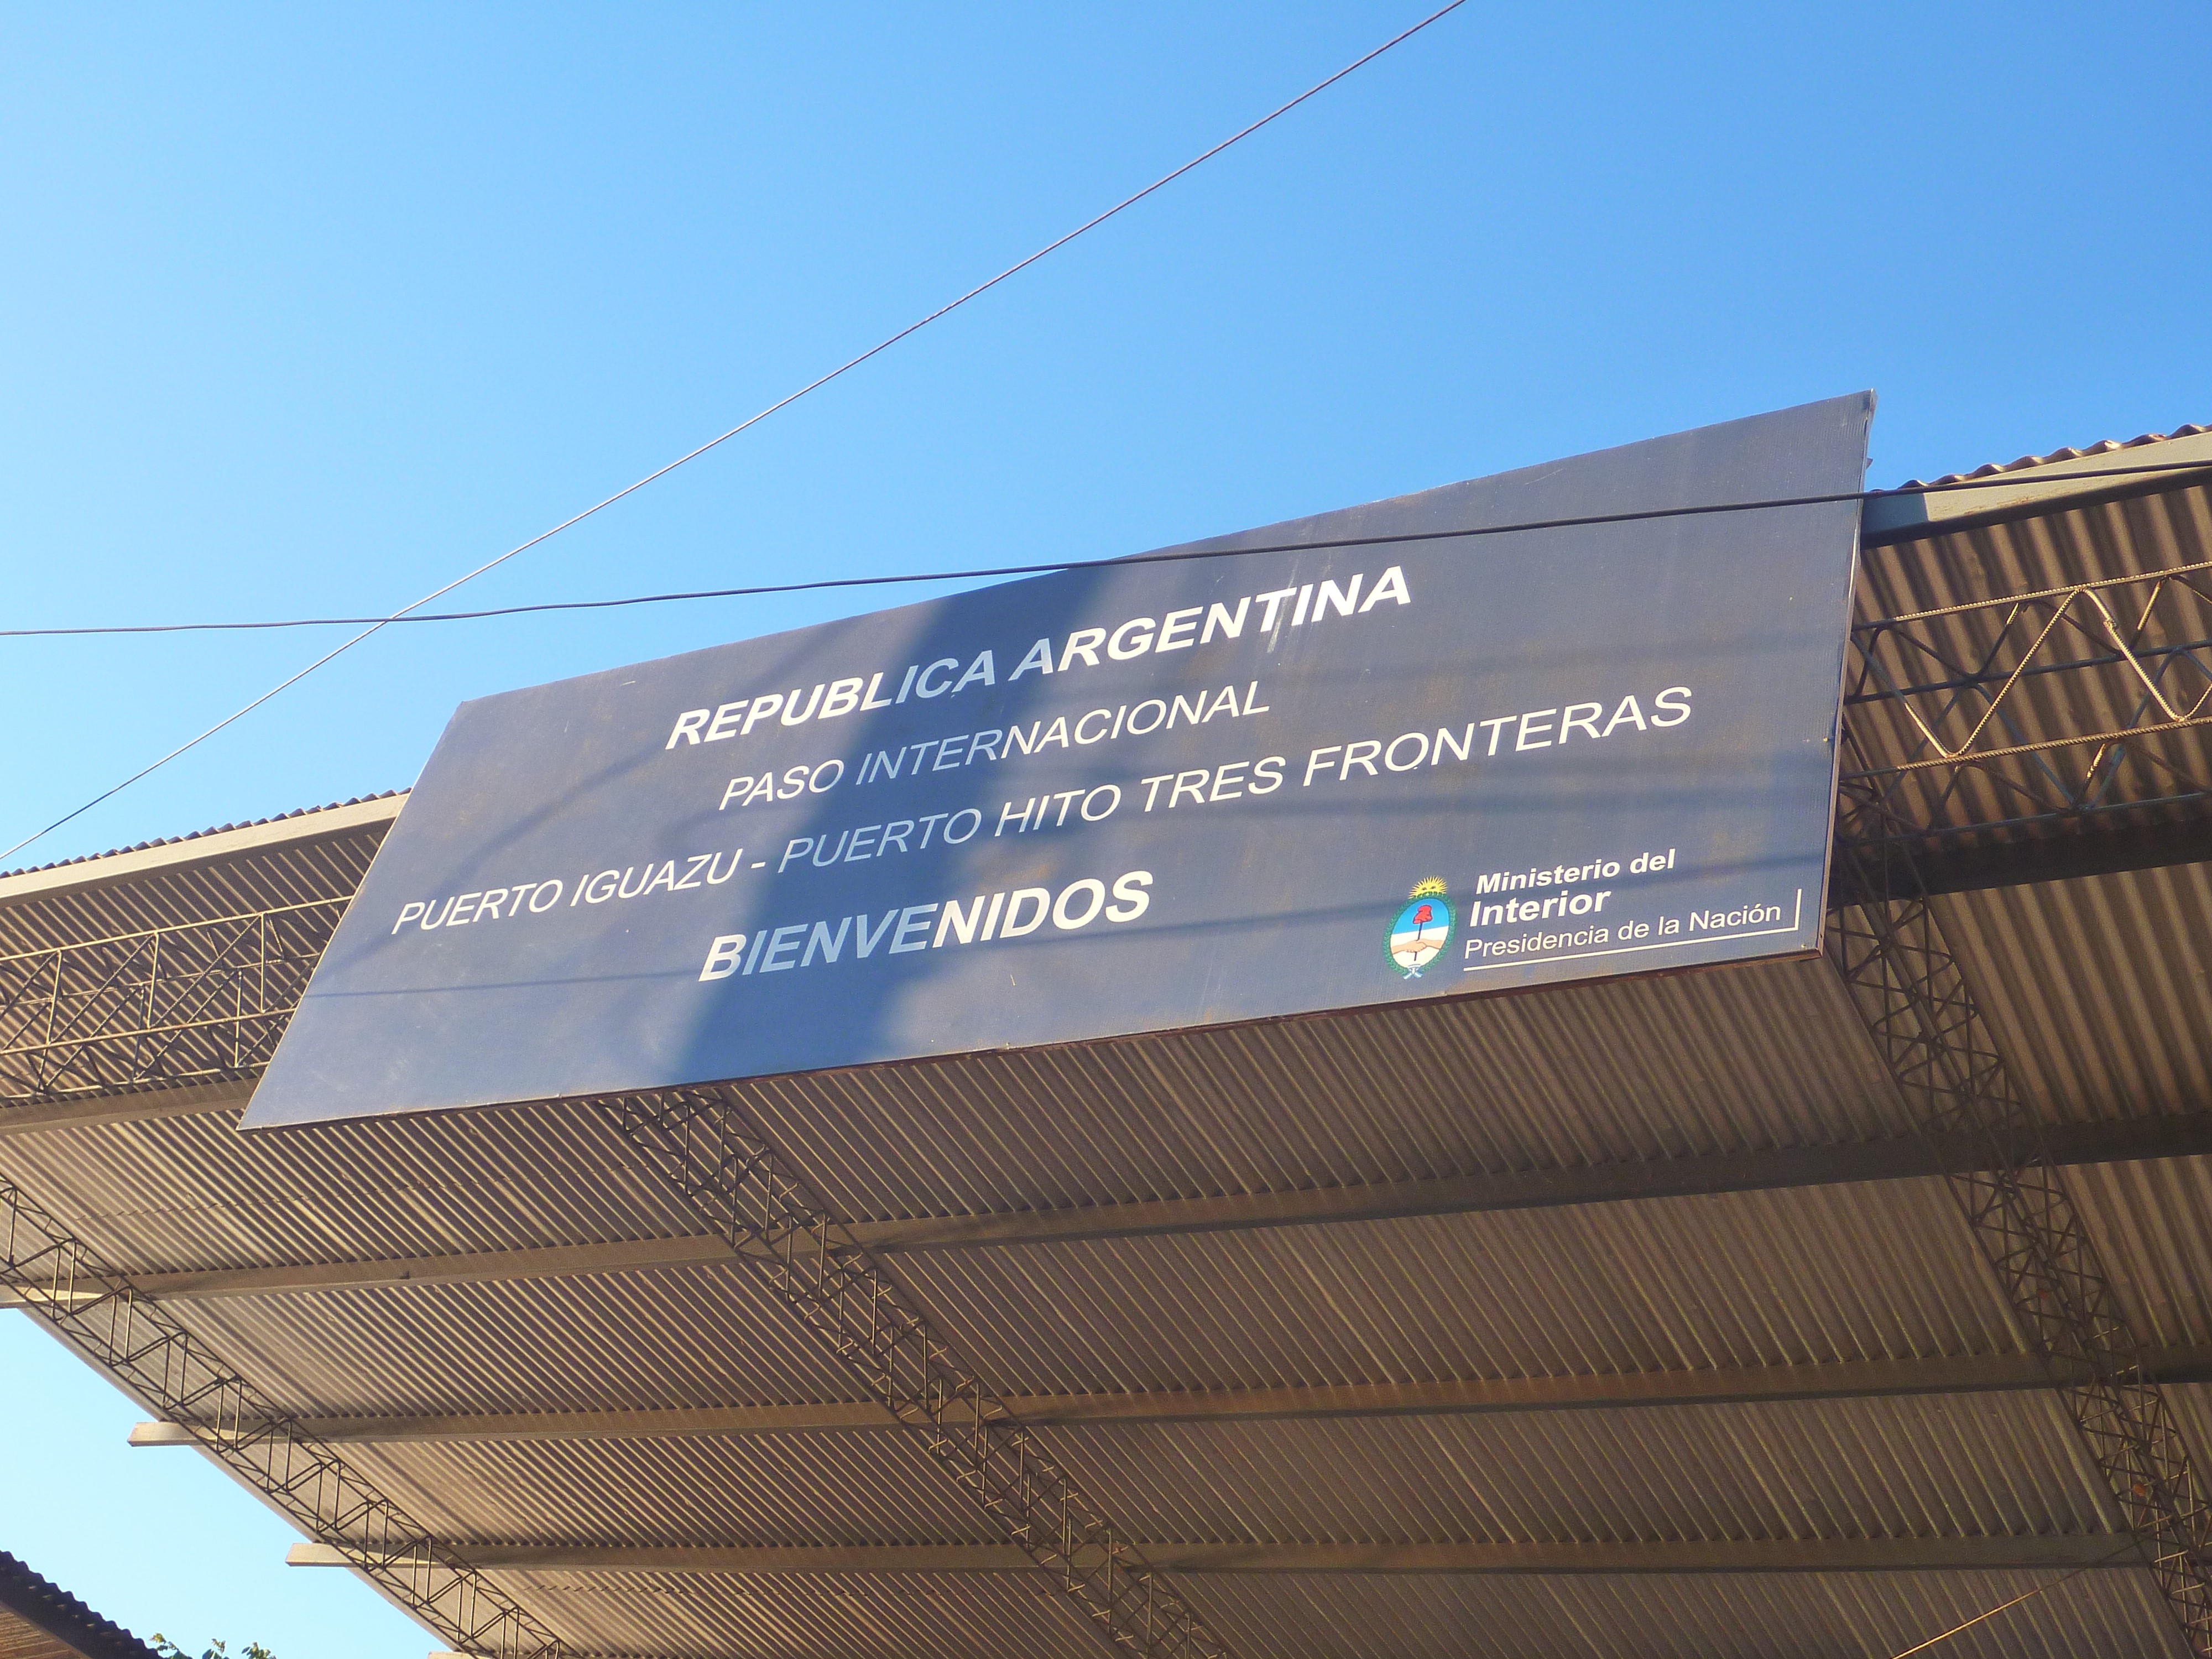 REPUBLICA ARGENTINA
PASO INTERNACIONAL
PUERTO IGUAZU - PUERTO HITO TRES FRONTERAS
BIENVENIDOS
Ministerio del
Interior
Presidencia de la Nación